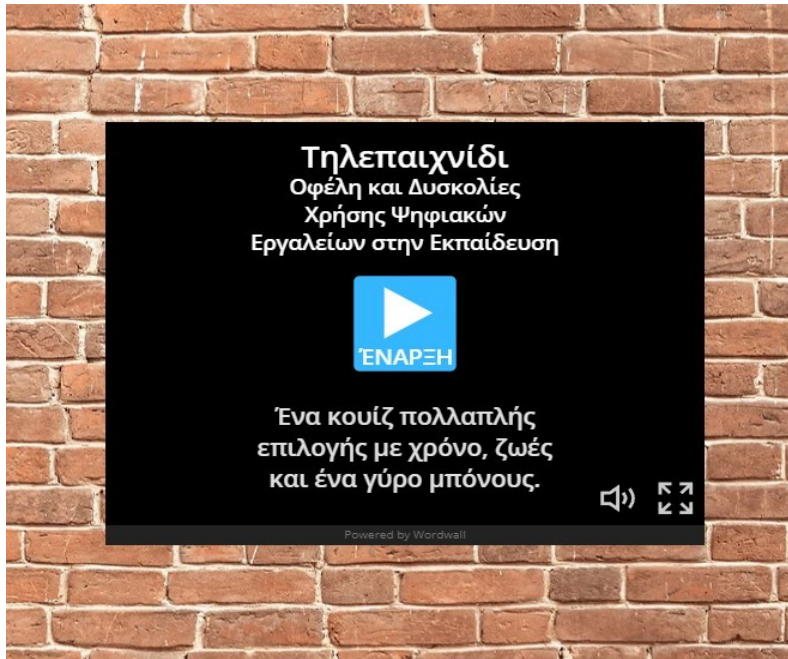 Τηλεπαιχνίδι
Οφέλη και Δυσκολίες
Χρήσης Ψηφιακών
Εργαλείων στην Εκπαίδευση
ΈΝΑΡΞΗ
Ένα κουίζ πολλαπλής
επιλογής με χρόνο, ζωές
και ένα γύρο μπόνους.
Powered by Wordwall